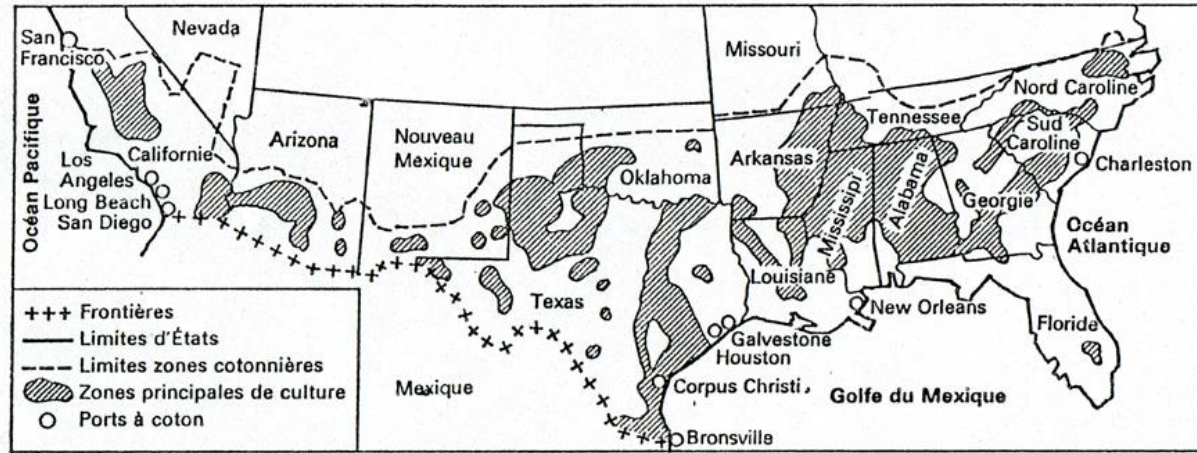 San
Francisco
Nevada
Missouri
Nord Caroline
Tennessee
Sud
Caroline
Arizona
Nouveau
Mexique
Californie
Oklahoma
Arkansas
Charleston
Los
Angeles
Long Beach
San Diego
Océan Pacifique
Mississipi
Alabama
Georgie
Océan
Atlantique
Louisiane
Texas
New Orleans
Floride
Galvestone
Houston
Mexique
Corpus Christi
Golfe du Mexique
Bronsville
+++ Frontières
Limites d'États
Limites zones cotonnières
Zones principales de culture
Ports à coton